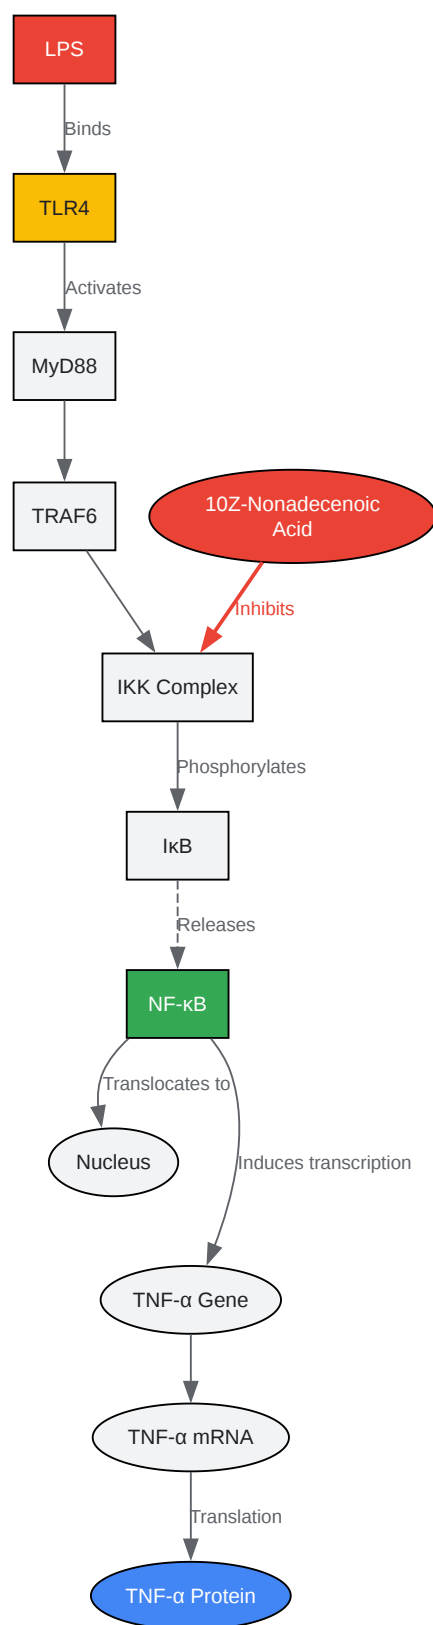 LPS
Binds
TLR4
Activates
MyD88
TRAF6
10Z-Nonadecenoic
Acid
Inhibits
IKK Complex
Phosphorylates
IκB
Releases
NF-κB
Translocates to
Nucleus
Induces transcription
TNF-α Gene
TNF-α mRNA
Translation
TNF-α Protein